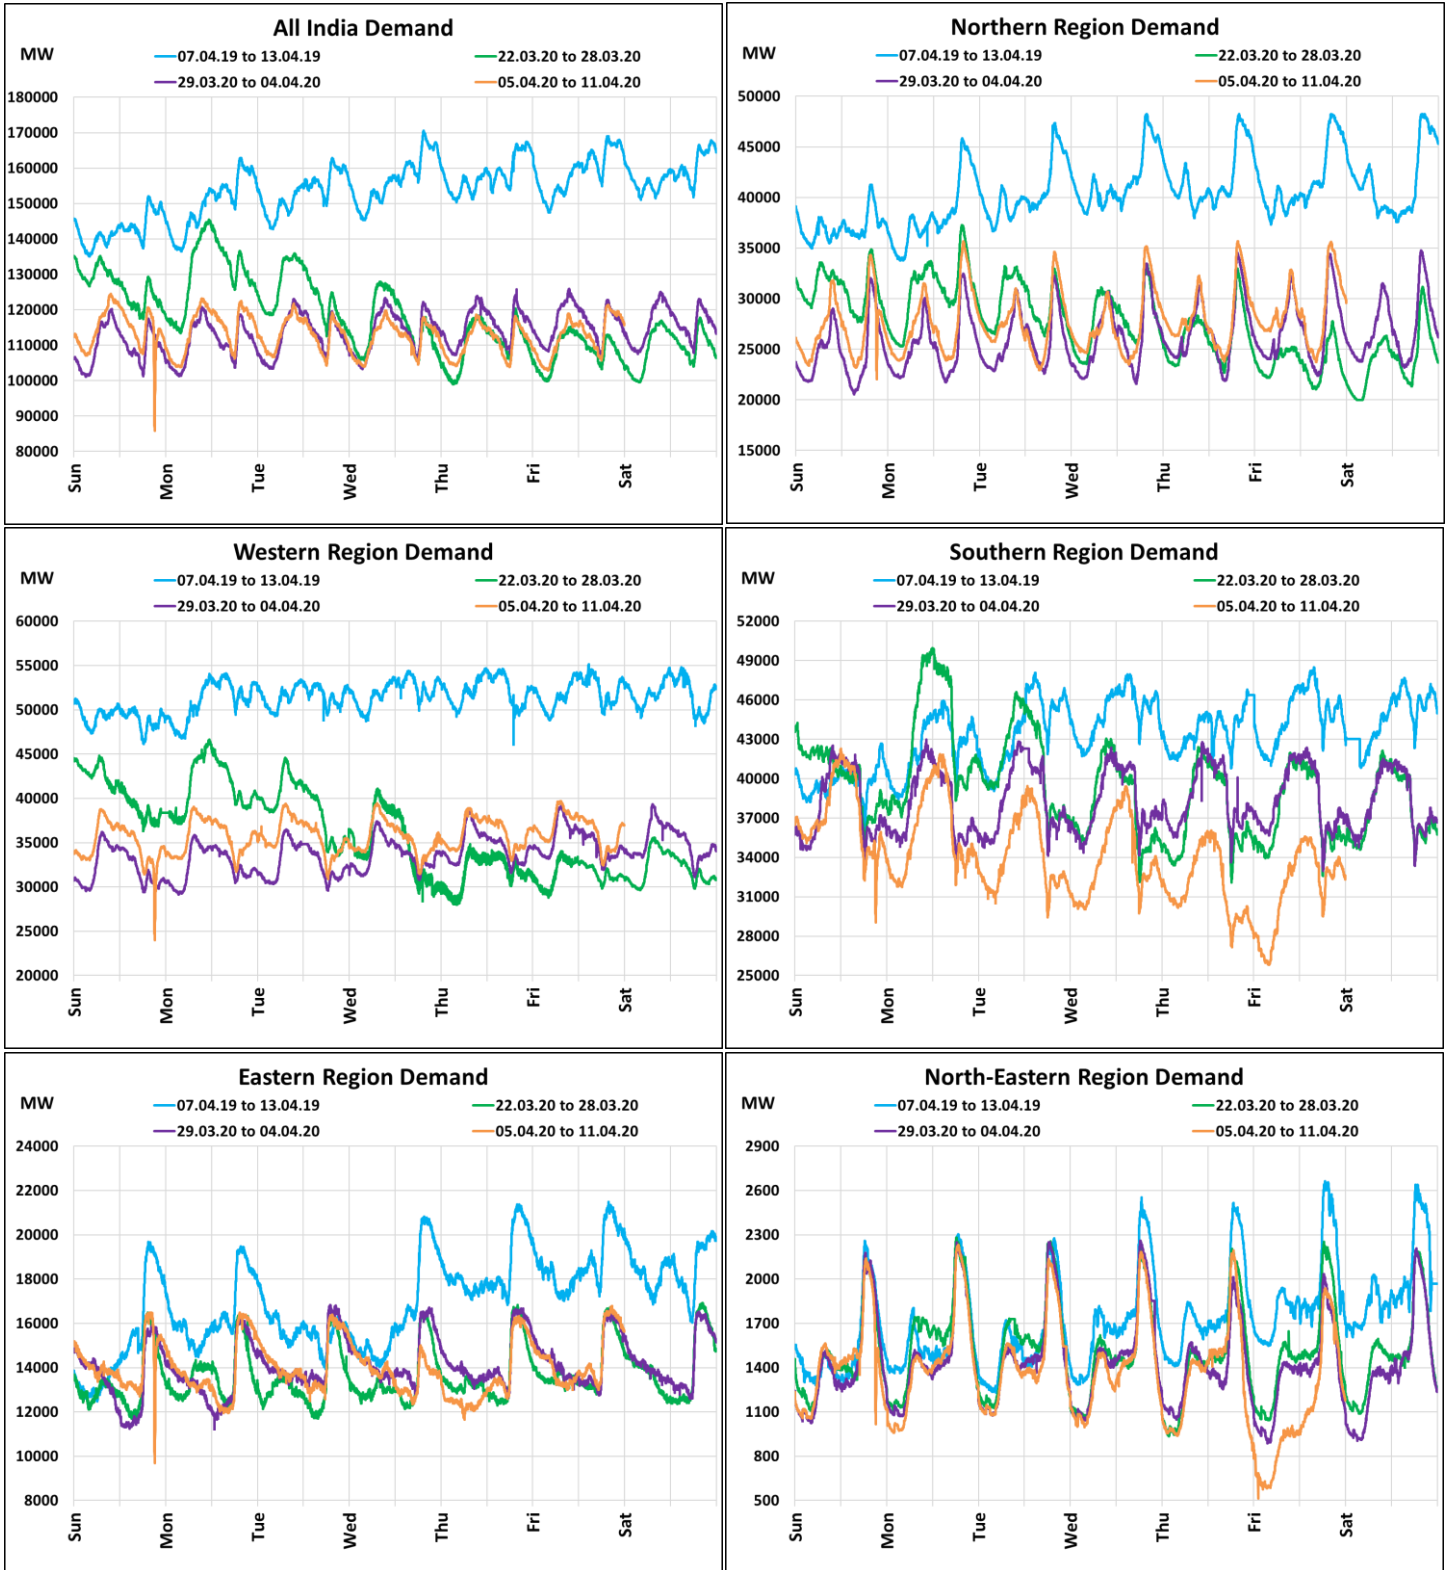 All India Demand
MW
07.04.19 to 13.04.19
22.03.20 to 28.03.20
29.03.20 to 04.04.20
05.04.20 to 11.04.20
180000
170000
160000
150000
140000
130000
120000
110000
100000
90000
80000
Sun
Mon
Tue
Wed
Thu
Fri
Sat
Northern Region Demand
MW
07.04.19 to 13.04.19
22.03.20 to 28.03.20
29.03.20 to 04.04.20
05.04.20 to 11.04.20
50000
45000
40000
35000
30000
25000
20000
15000
Sun
Mon
Tue
Wed
Thu
Fri
Sat
Western Region Demand
MW
07.04.19 to 13.04.19
22.03.20 to 28.03.20
29.03.20 to 04.04.20
05.04.20 to 11.04.20
60000
55000
50000
45000
40000
35000
30000
25000
20000
Sun
Mon
Tue
Wed
Thu
Fri
Sat
Southern Region Demand
MW
07.04.19 to 13.04.19
22.03.20 to 28.03.20
29.03.20 to 04.04.20
05.04.20 to 11.04.20
52000
49000
46000
43000
40000
37000
34000
31000
28000
25000
Sun
Mon
Tue
Wed
Thu
Fri
Sat
Eastern Region Demand
MW
07.04.19 to 13.04.19
22.03.20 to 28.03.20
29.03.20 to 04.04.20
05.04.20 to 11.04.20
24000
22000
20000
18000
16000
14000
12000
10000
8000
Sun
Mon
Tue
Wed
Thu
Fri
Sat
North-Eastern Region Demand
MW
07.04.19 to 13.04.19
22.03.20 to 28.03.20
29.03.20 to 04.04.20
05.04.20 to 11.04.20
2900
2600
2300
2000
1700
1400
1100
800
500
Sun
Mon
Tue
Wed
Thu
Fri
Sat